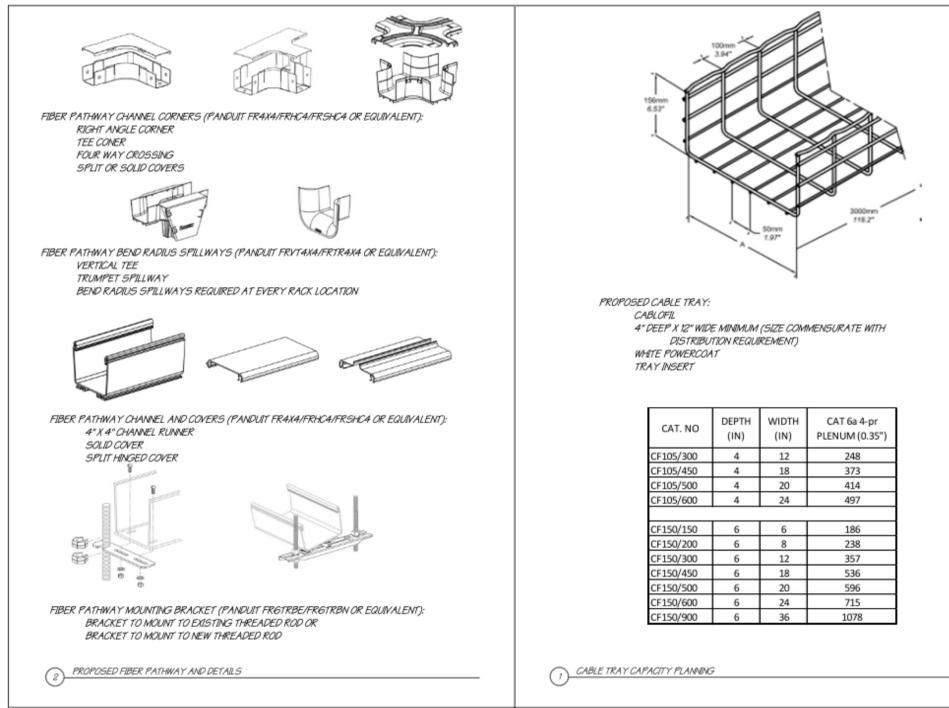 FIBER PATHWAY CHANNEL CORNERS (PANDUIT FR4X4/FRHC4/FRSHC4 OR EQUIVALENT):
RIGHT ANGLE CORNER
TEE CONER
FOUR WAY CROSSING
SPLIT OR SOLID COVERS
FIBER PATHWAY BEND RADIUS SPILLWAYS (PANDUIT FRVT4X4/FRTR4X4 OR EQUIVALENT):
VERTICAL TEE
TRUMPET SPILLWAY
BEND RADIUS SPILLWAYS REQUIRED AT EVERY RACK LOCATION
FIBER PATHWAY CHANNEL AND COVERS (PANDUIT FR4X4/FRHC4/FRSHC4 OR EQUIVALENT):
4" X 4" CHANNEL RUNNER
SOLID COVER
SPLIT HINGED COVER
FIBER PATHWAY MOUNTING BRACKET (PANDUIT FR6TRBE/FR6TRBN OR EQUIVALENT):
BRACKET TO MOUNT TO EXISTING THREADED ROD OR
BRACKET TO MOUNT TO NEW THREADED ROD
2 PROPOSED FIBER PATHWAY AND DETAILS
100mm
3.94"
156mm
6.53"
3000mm
118.2"
50mm
1.97"
A
PROPOSED CABLE TRAY:
CABLOFIL
4" DEEP X 12" WIDE MINIMUM (SIZE COMMENSURATE WITH
DISTRIBUTION REQUIREMENT)
WHITE POWERCOAT
TRAY INSERT
CAT. NO DEPTH (IN) WIDTH (IN) CAT 6a 4-pr PLENUM (0.35")
CF105/300 4 12 248
CF105/450 4 18 373
CF105/500 4 20 414
CF105/600 4 24 497
CF150/150 6 6 186
CF150/200 6 8 238
CF150/300 6 12 357
CF150/450 6 18 536
CF150/500 6 20 596
CF150/600 6 24 715
CF150/900 6 36 1078
1 CABLE TRAY CAPACITY PLANNING